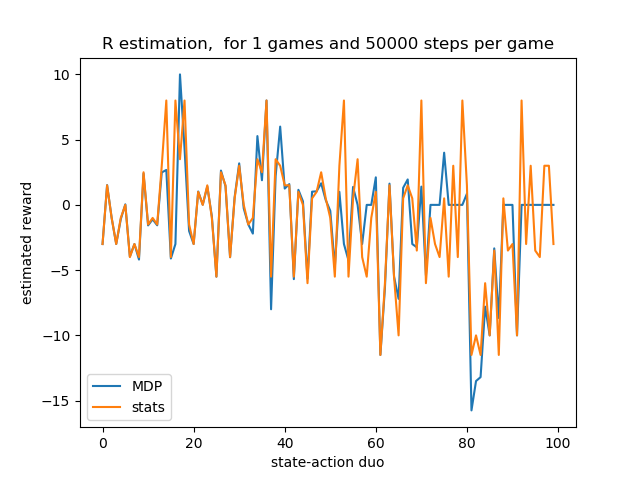 R estimation,  for 1 games and 50000 steps per game
estimated reward
10
5
0
−5
−10
−15
MDP
stats
0 20 40 60 80 100
state-action duo